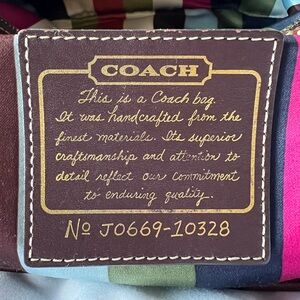 COACH
This is a Coach bag.
It was handcrafted from the
finest materials. Its superior
craftsmanship and attention to
detail reflect our commitment
to enduring quality.
No J0669-10328